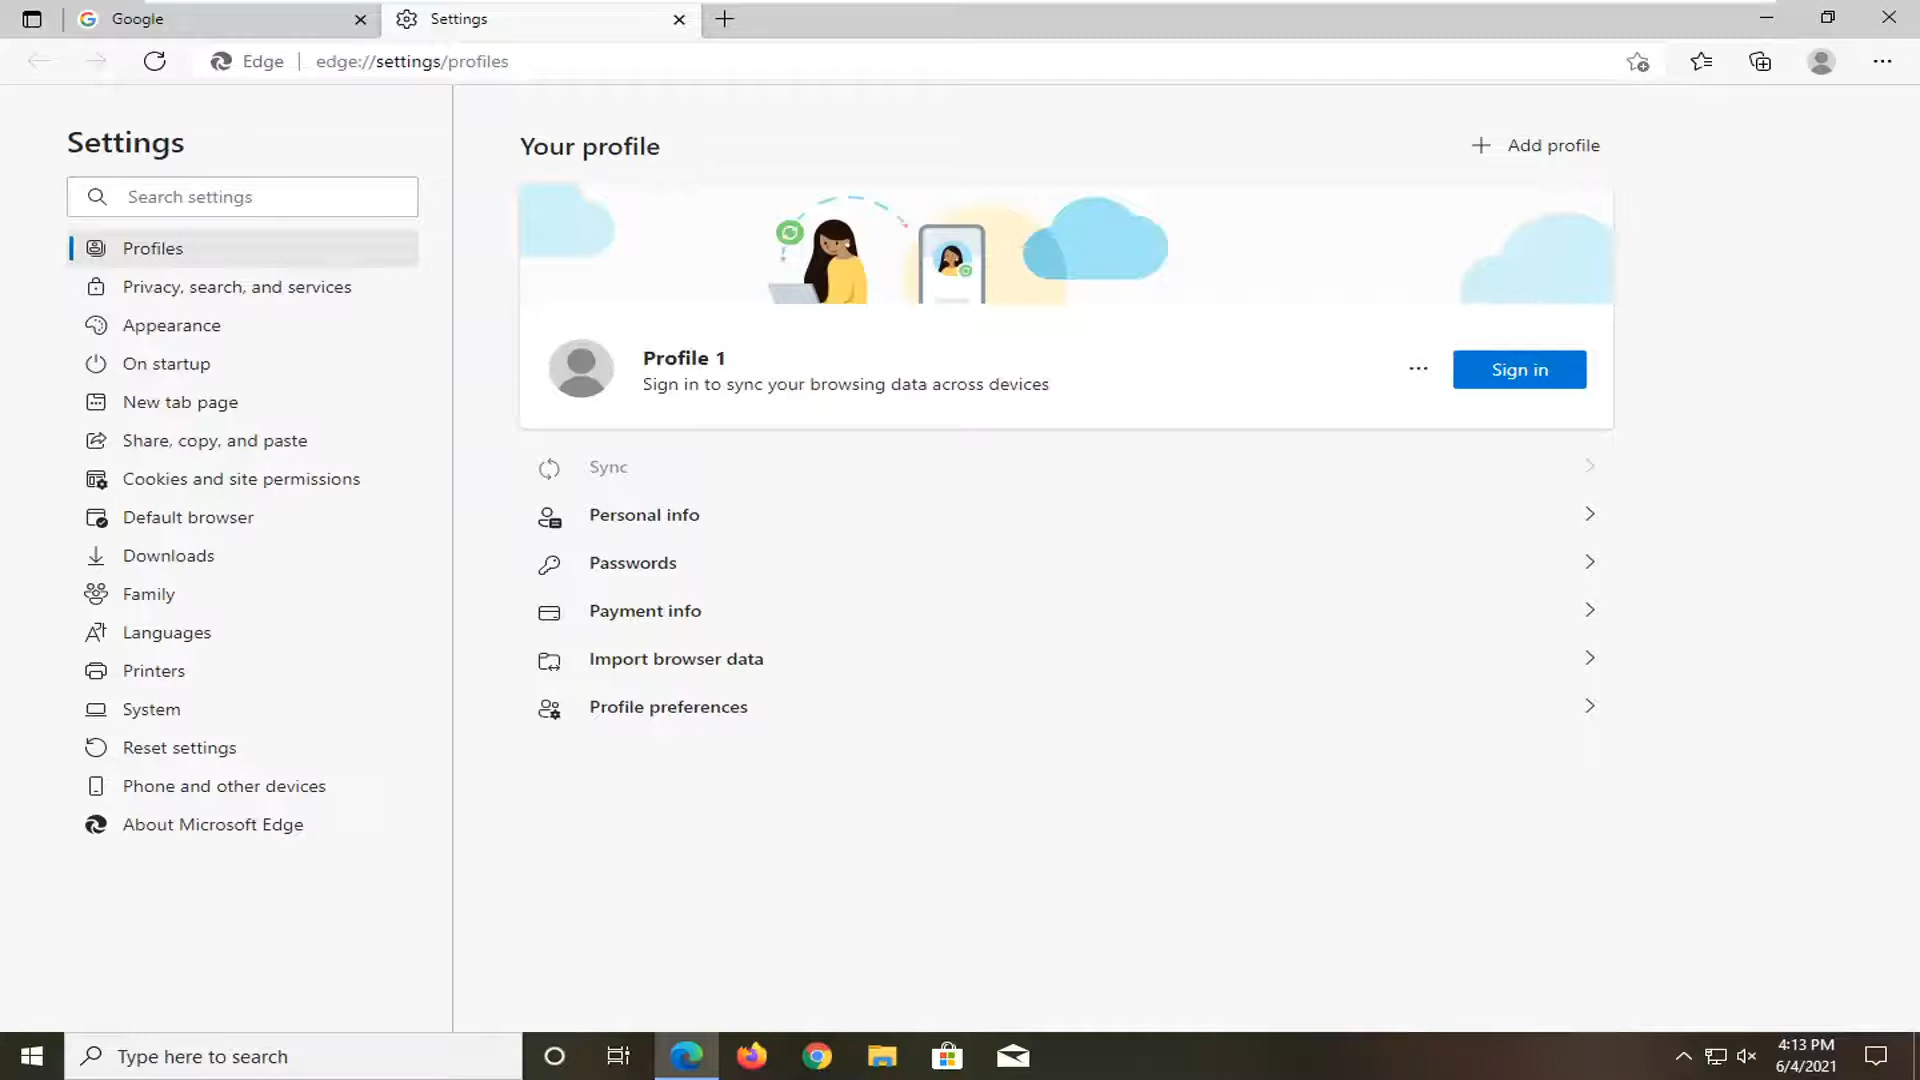 Google
Settings
Edge
edge://settings/profiles
Settings
Search settings
Profiles
Privacy, search, and services
Appearance
On startup
New tab page
Share, copy, and paste
Cookies and site permissions
Default browser
Downloads
Family
Languages
Printers
System
Reset settings
Phone and other devices
About Microsoft Edge
Your profile
Add profile
Profile 1
Sign in to sync your browsing data across devices
Sign in
Sync
Personal info
Passwords
Payment info
Import browser data
Profile preferences
Type here to search
4:13 PM
6/4/2021